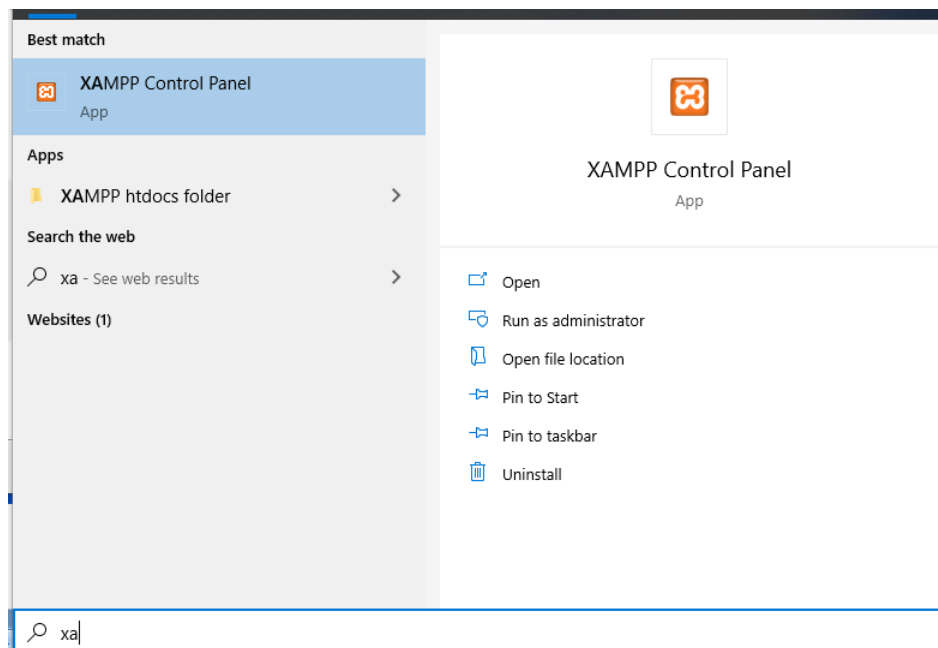 Best match
XAMPP Control Panel
App
Apps
XAMPP htdocs folder
Search the web
xa - See web results
Websites (1)
XAMPP Control Panel
App
Open
Run as administrator
Open file location
Pin to Start
Pin to taskbar
Uninstall
xa